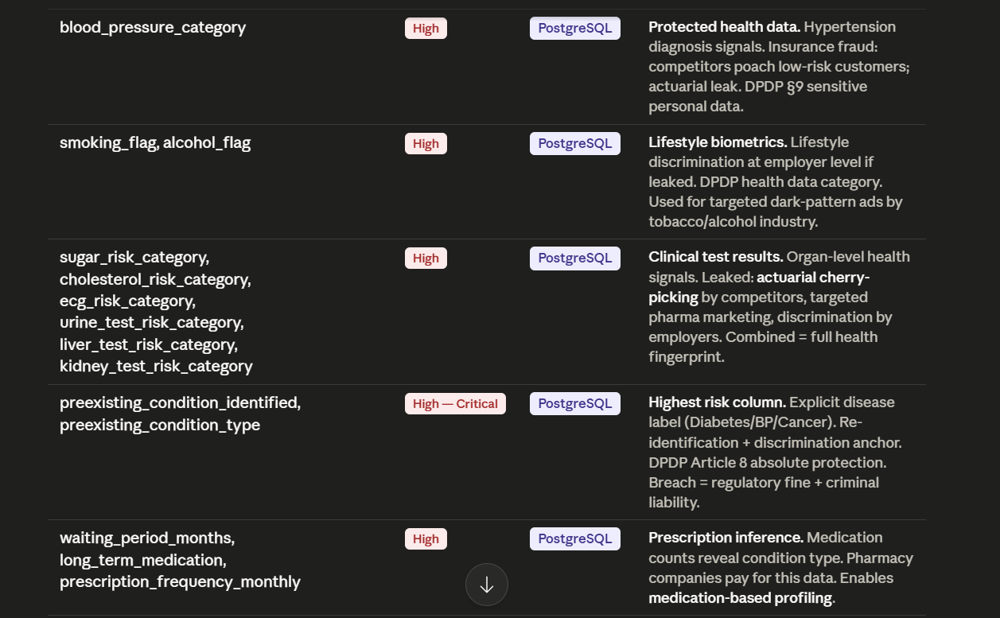 blood_pressure_category
High
PostgreSQL
Protected health data. Hypertension
diagnosis signals. Insurance fraud:
competitors poach low-risk customers;
actuarial leak. DPDP §9 sensitive
personal data.
smoking_flag, alcohol_flag
High
PostgreSQL
Lifestyle biometrics. Lifestyle
discrimination at employer level if
leaked. DPDP health data category.
Used for targeted dark-pattern ads by
tobacco/alcohol industry.
sugar_risk_category,
cholesterol_risk_category,
ecg_risk_category,
urine_test_risk_category,
liver_test_risk_category,
kidney_test_risk_category
High
PostgreSQL
Clinical test results. Organ-level health
signals. Leaked: actuarial cherry-
picking by competitors, targeted
pharma marketing, discrimination by
employers. Combined = full health
fingerprint.
preexisting_condition_identified,
preexisting_condition_type
High — Critical
PostgreSQL
Highest risk column. Explicit disease
label (Diabetes/BP/Cancer). Re-
identification + discrimination anchor.
DPDP Article 8 absolute protection.
Breach = regulatory fine + criminal
liability.
waiting_period_months,
long_term_medication,
prescription_frequency_monthly
High
PostgreSQL
Prescription inference. Medication
counts reveal condition type. Pharmacy
companies pay for this data. Enables
medication-based profiling.